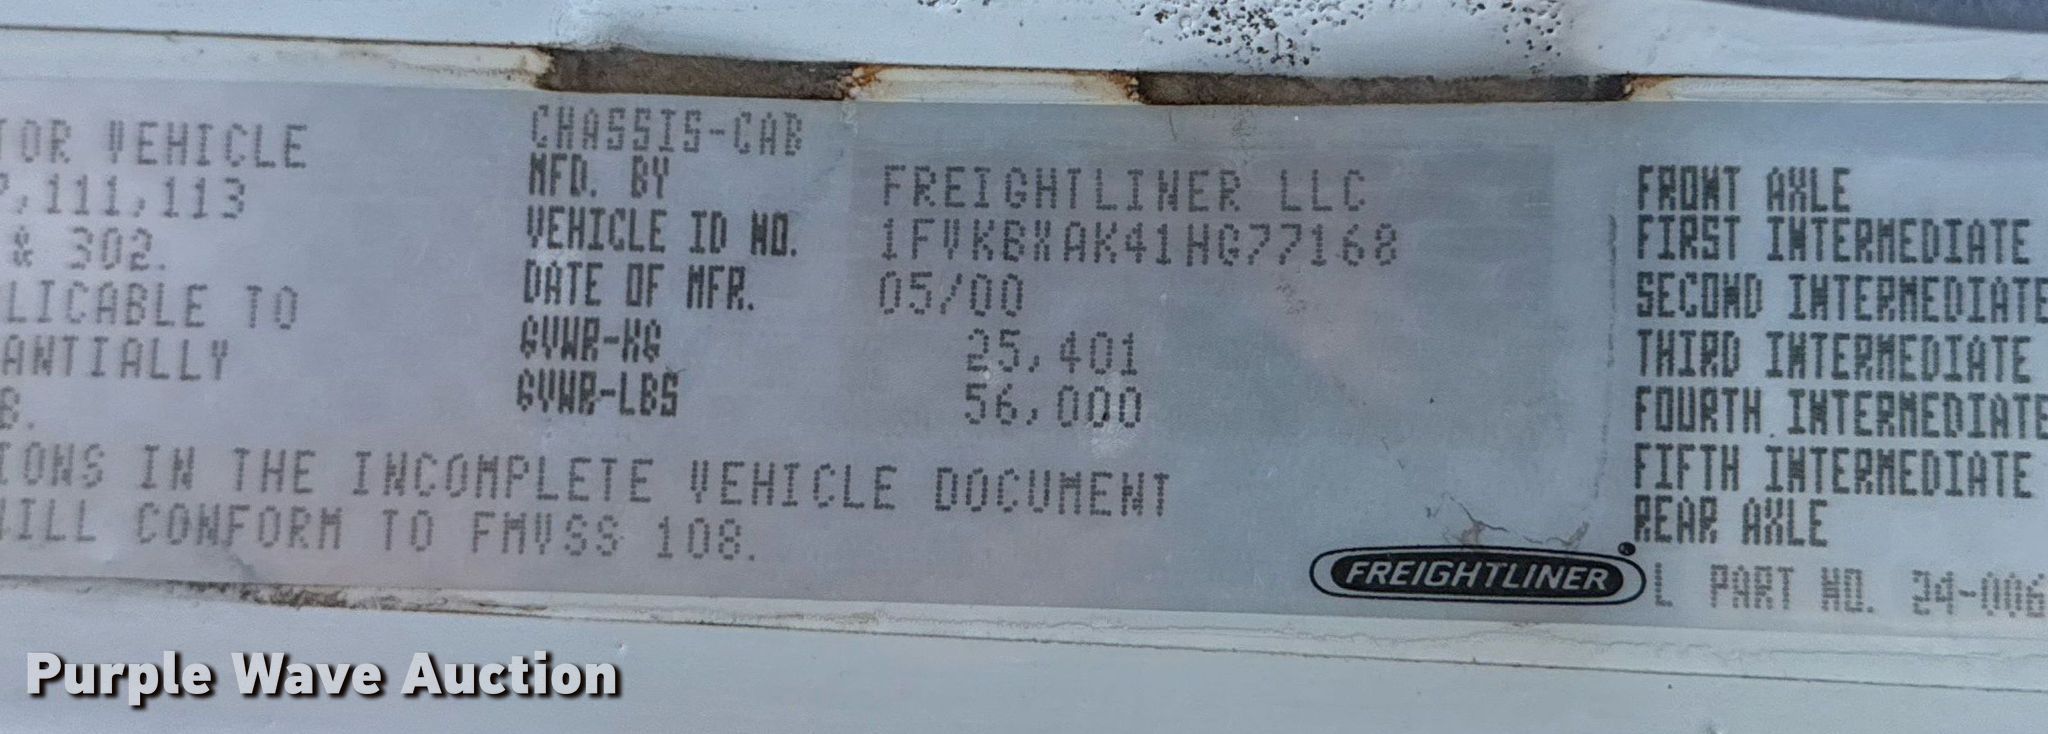 TOR VEHICLE
,111,113
& 302.
LICABLE TO
ANTIALLY
B.
IONS IN THE INCOMPLETE VEHICLE DOCUMENT
WILL CONFORM TO FMVSS 108.
CHASSIS-CAB
MFD. BY FREIGHTLINER LLC
VEHICLE ID NO. 1FVKBXAK41HG77168
DATE OF MFR. 05/00
GVWR-KG 25,401
GVWR-LBS 56,000
FRONT AXLE
FIRST INTERMEDIATE
SECOND INTERMEDIATE
THIRD INTERMEDIATE
FOURTH INTERMEDIATE
FIFTH INTERMEDIATE
REAR AXLE
FREIGHTLINER
L PART NO. 24-006
Purple Wave Auction